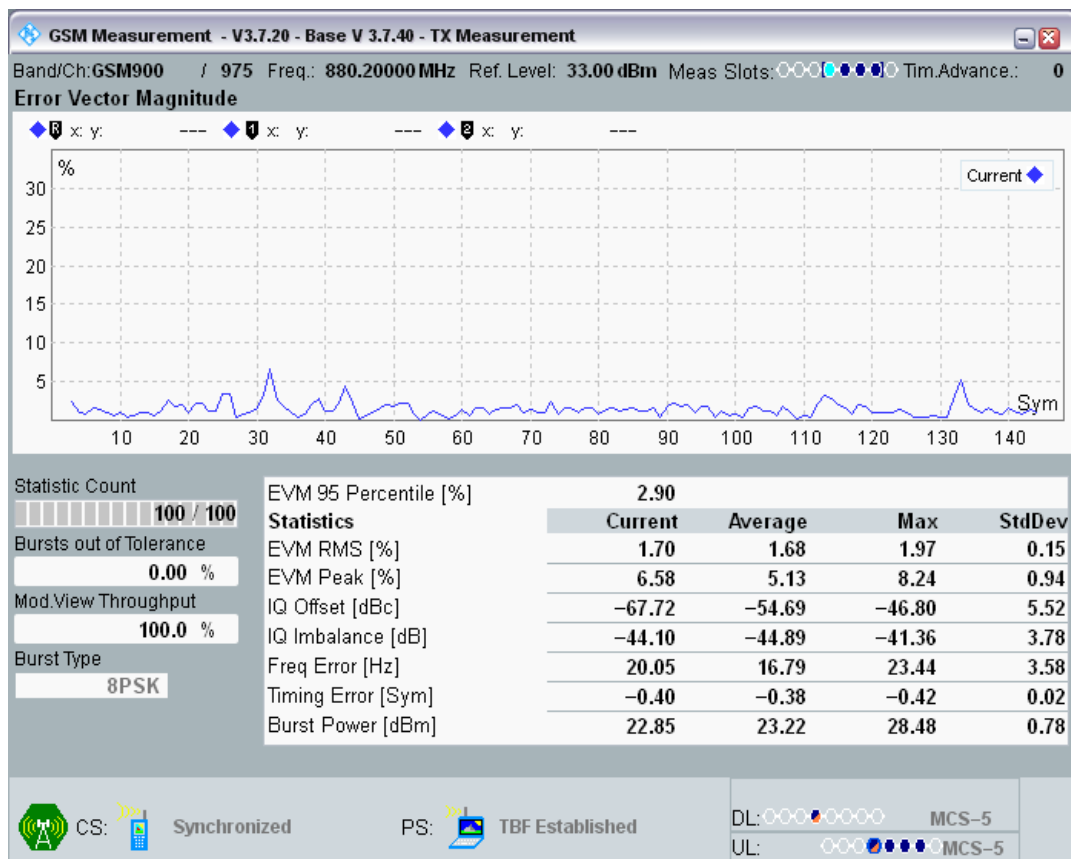 GSM Measurement - V3.7.20 - Base V 3.7.40 - TX Measurement
Band/Ch:GSM900 / 975 Freq.: 880.20000 MHz Ref. Level: 33.00 dBm Meas Slots: Tim.Advance.: 0
Error Vector Magnitude
R x: y: --- 1 x: y: --- 2 x: y: ---
%
Current
30
25
20
15
10
5
Sym
10 20 30 40 50 60 70 80 90 100 110 120 130 140
Statistic Count
100 / 100
Bursts out of Tolerance
0.00 %
Mod.View Throughput
100.0 %
Burst Type
8PSK
EVM 95 Percentile [%] 2.90
Statistics Current Average Max StdDev
EVM RMS [%] 1.70 1.68 1.97 0.15
EVM Peak [%] 6.58 5.13 8.24 0.94
IQ Offset [dBc] −67.72 −54.69 −46.80 5.52
IQ Imbalance [dB] −44.10 −44.89 −41.36 3.78
Freq Error [Hz] 20.05 16.79 23.44 3.58
Timing Error [Sym] −0.40 −0.38 −0.42 0.02
Burst Power [dBm] 22.85 23.22 28.48 0.78
CS: Synchronized PS: TBF Established
DL: MCS−5
UL: MCS−5